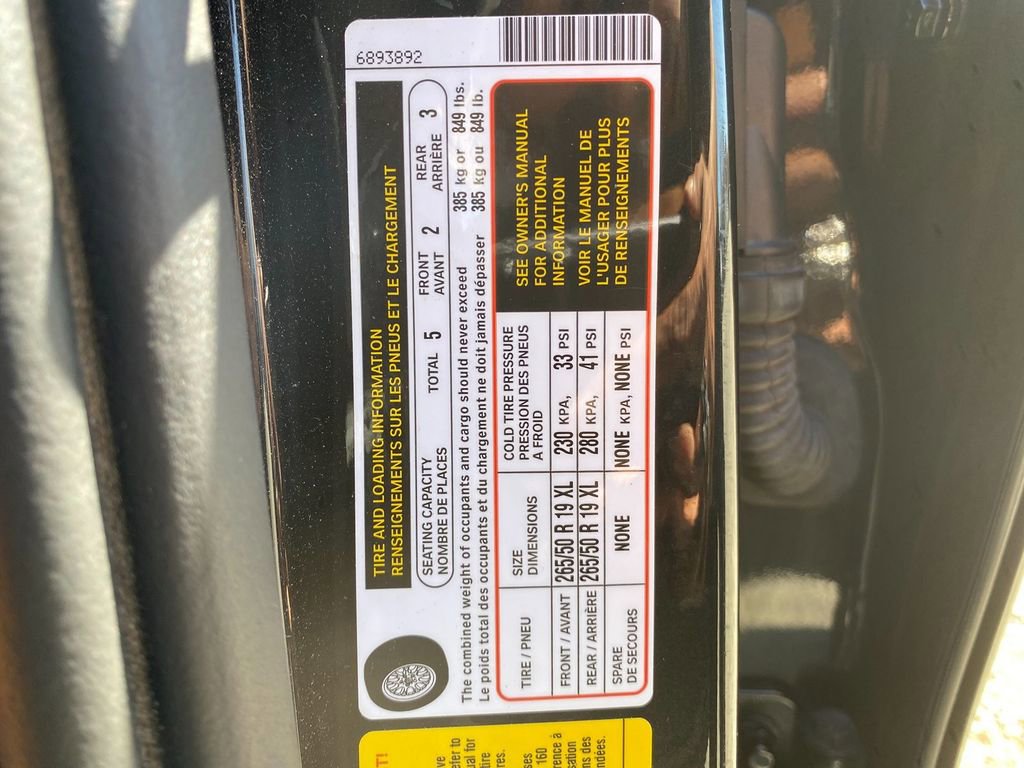 6893892
TIRE AND LOADING INFORMATION
RENSEIGNEMENTS SUR LES PNEUS ET LE CHARGEMENT
SEATING CAPACITY
NOMBRE DE PLACES
TOTAL 5
FRONT
AVANT 2
REAR
ARRIÈRE 3
The combined weight of occupants and cargo should never exceed 385 kg or 849 lbs.
Le poids total des occupants et du chargement ne doit jamais dépasser 385 kg ou 849 lb.
TIRE / PNEU
SIZE
DIMENSIONS
COLD TIRE PRESSURE
PRESSION DES PNEUS
A FROID
FRONT / AVANT 265/50 R 19 XL 230 KPA, 33 PSI
REAR / ARRIÈRE 265/50 R 19 XL 280 KPA, 41 PSI
SPARE
DE SECOURS NONE NONE KPA, NONE PSI
SEE OWNER'S MANUAL
FOR ADDITIONAL
INFORMATION
VOIR LE MANUEL DE
L'USAGER POUR PLUS
DE RENSEIGNEMENTS